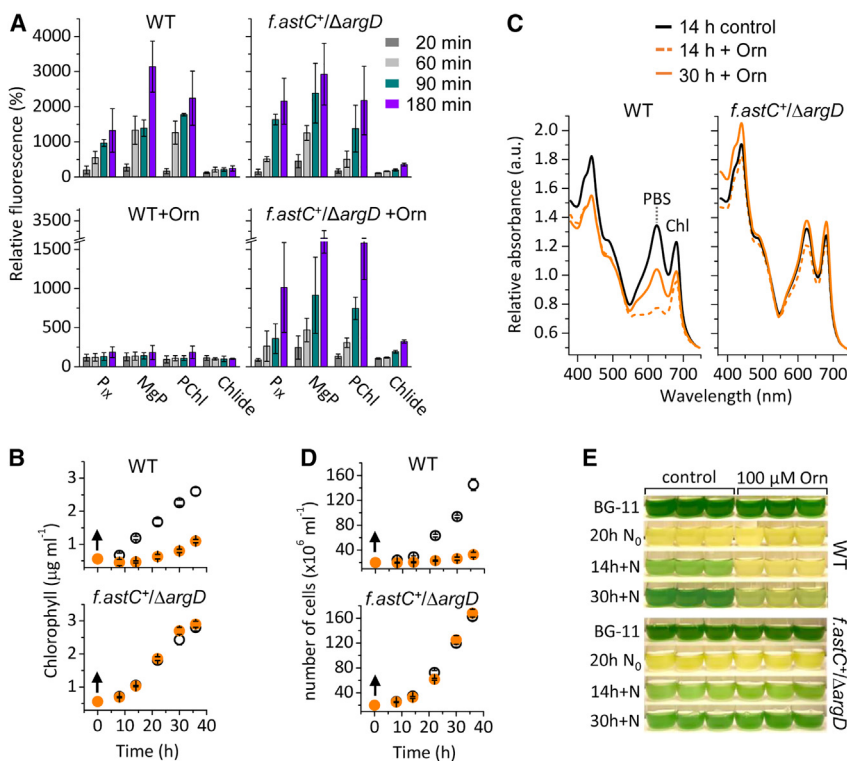 A
WT
f.astC+/ΔargD
20 min
60 min
90 min
180 min
Relative fluorescence (%)
4000
3000
2000
1000
0
WT+Orn
f.astC+/ΔargD +Orn
3500
3000
1500
1000
500
0
PIX
MgP
PChl
Chlide
PIX
MgP
PChl
Chlide
C
14 h control
14 h + Orn
30 h + Orn
WT
f.astC+/ΔargD
Relative absorbance (a.u.)
2.0
1.8
1.6
1.4
1.2
1.0
0.8
0.6
PBS
Chl
400 500 600 700
400 500 600 700
Wavelength (nm)
B
WT
Chlorophyll (µg ml-1)
3
2
1
f.astC+/ΔargD
3
2
1
0 10 20 30 40
Time (h)
D
WT
number of cells (x10^6 ml-1)
160
120
80
40
f.astC+/ΔargD
160
120
80
40
0 10 20 30 40
Time (h)
E
control
100 µM Orn
BG-11
20h N0
14h+N
30h+N
WT
BG-11
20h N0
14h+N
30h+N
f.astC+/ΔargD